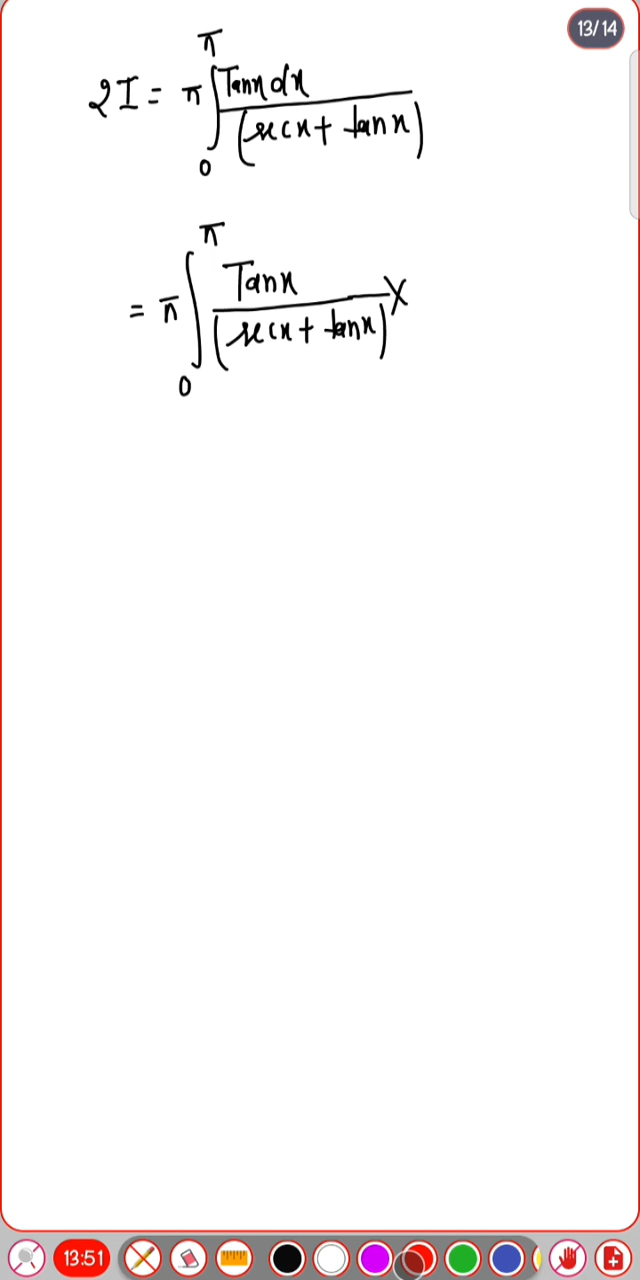 13/14
2I = π ∫₀^π Tanx dx / (secx + tanx)
= π ∫₀^π Tanx / (secx + tanx) ×
13:51